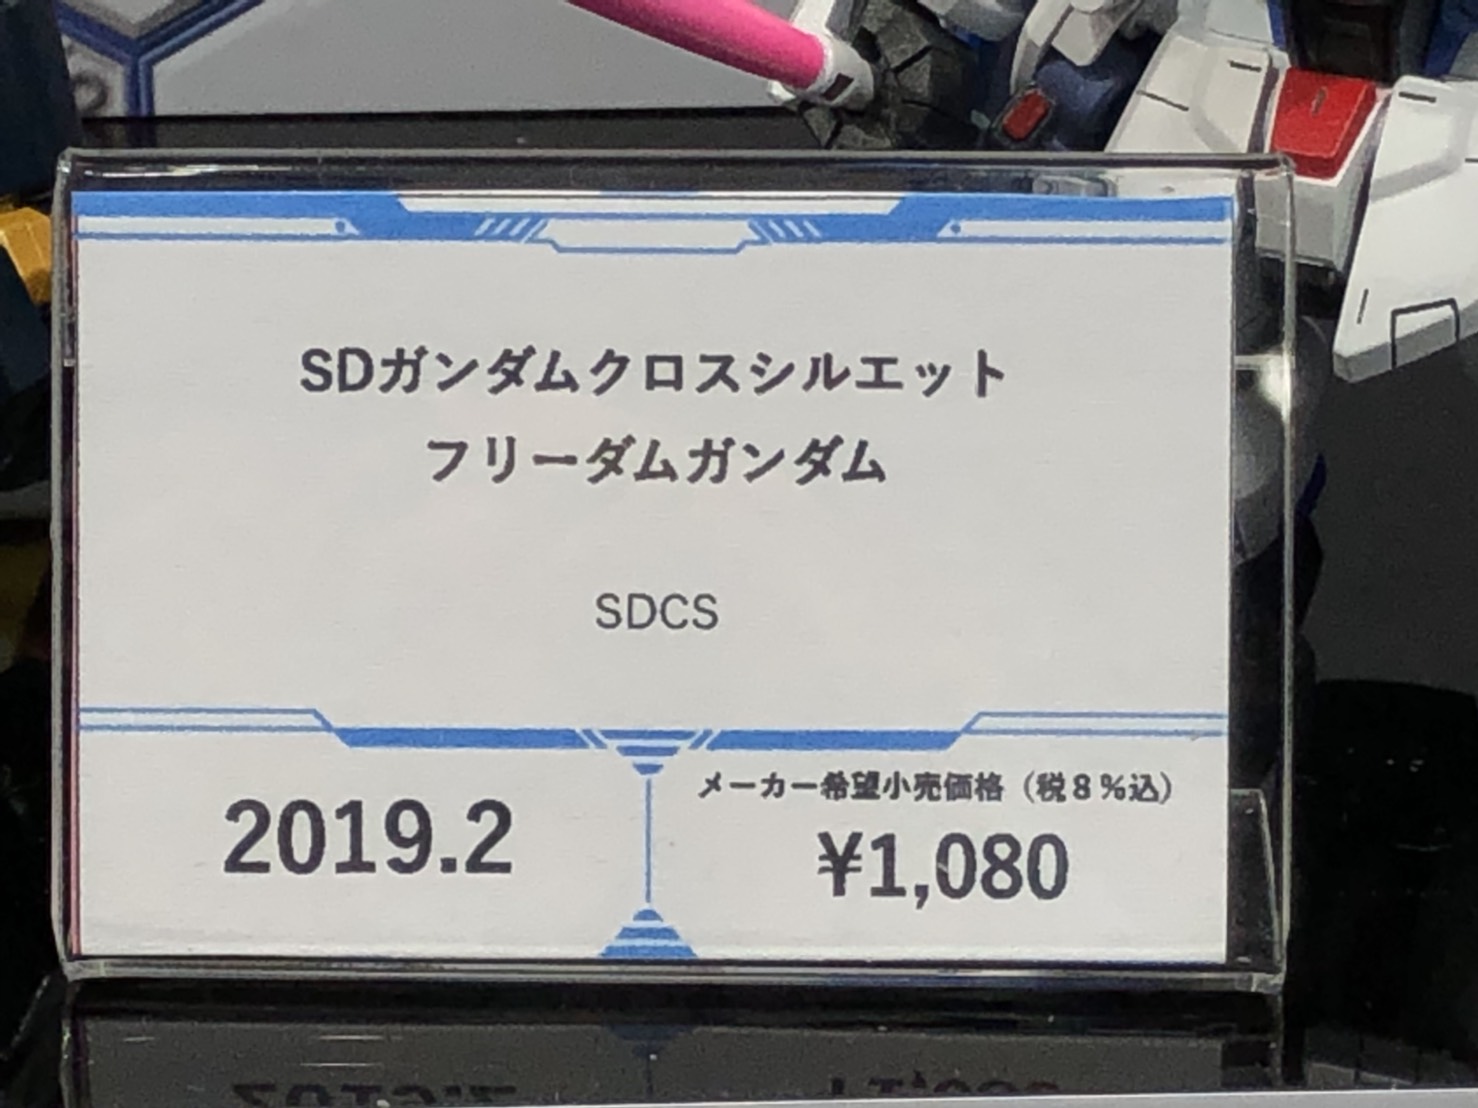 SDガンダムクロスシルエット
フリーダムガンダム
SDCS
2019.2
メーカー希望小売価格（税８％込）
¥1,080